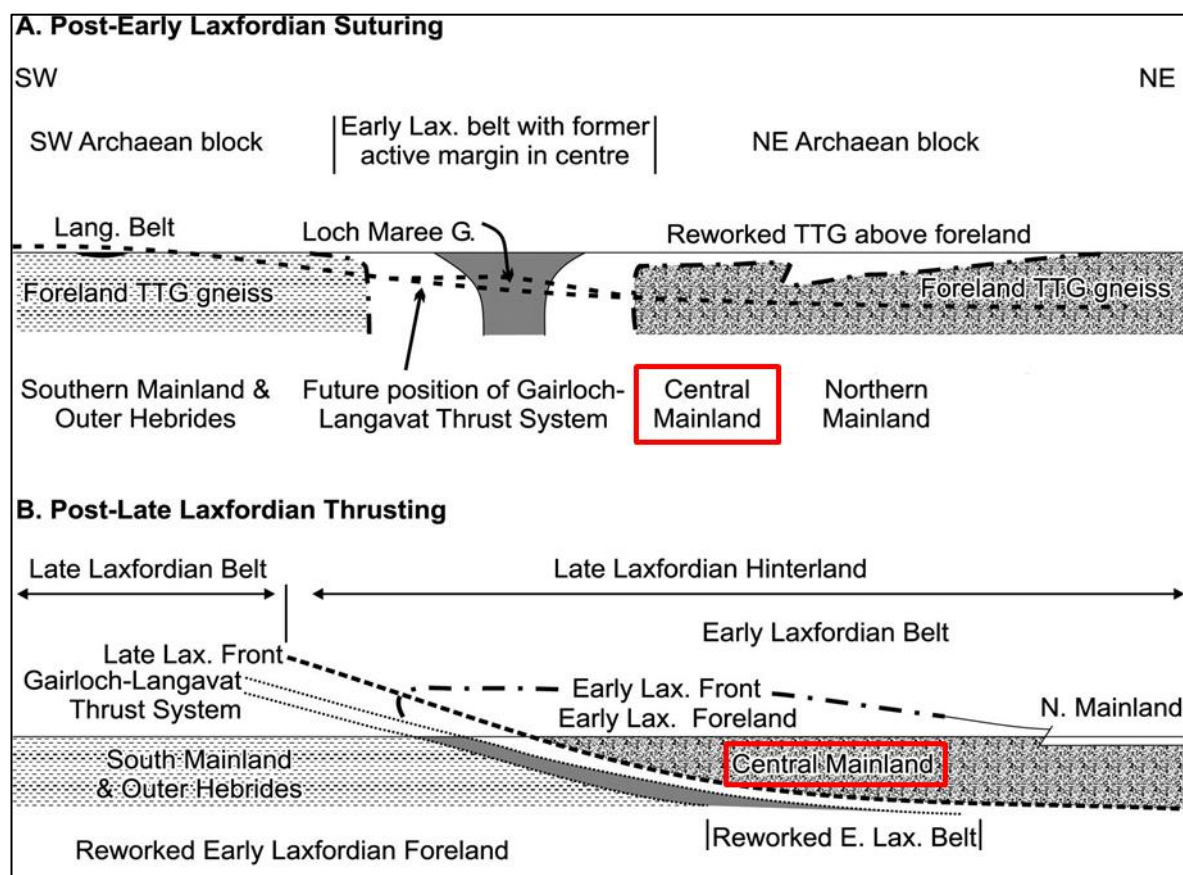 A. Post-Early Laxfordian Suturing
SW
NE
SW Archaean block
Early Lax. belt with former
active margin in centre
NE Archaean block
Lang. Belt
Loch Maree G.
Reworked TTG above foreland
Foreland TTG gneiss
Foreland TTG gneiss
Southern Mainland &
Outer Hebrides
Future position of Gairloch-
Langavat Thrust System
Central
Mainland
Northern
Mainland
B. Post-Late Laxfordian Thrusting
Late Laxfordian Belt
Late Laxfordian Hinterland
Early Laxfordian Belt
Late Lax. Front
Gairloch-Langavat
Thrust System
Early Lax. Front
Early Lax. Foreland
N. Mainland
South Mainland
& Outer Hebrides
Central Mainland
Reworked E. Lax. Belt
Reworked Early Laxfordian Foreland